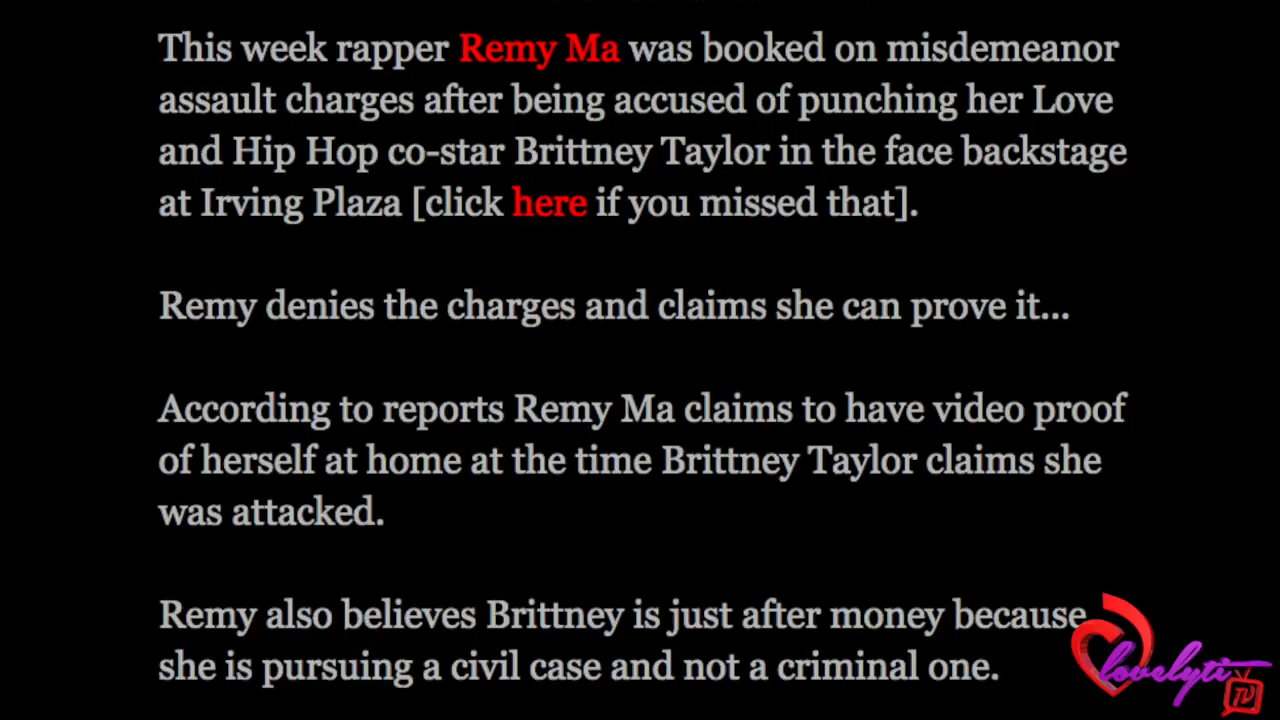 This week rapper Remy Ma was booked on misdemeanor
assault charges after being accused of punching her Love
and Hip Hop co-star Brittney Taylor in the face backstage
at Irving Plaza [click here if you missed that].
Remy denies the charges and claims she can prove it...
According to reports Remy Ma claims to have video proof
of herself at home at the time Brittney Taylor claims she
was attacked.
Remy also believes Brittney is just after money because
she is pursuing a civil case and not a criminal one.
lovelyti
TV